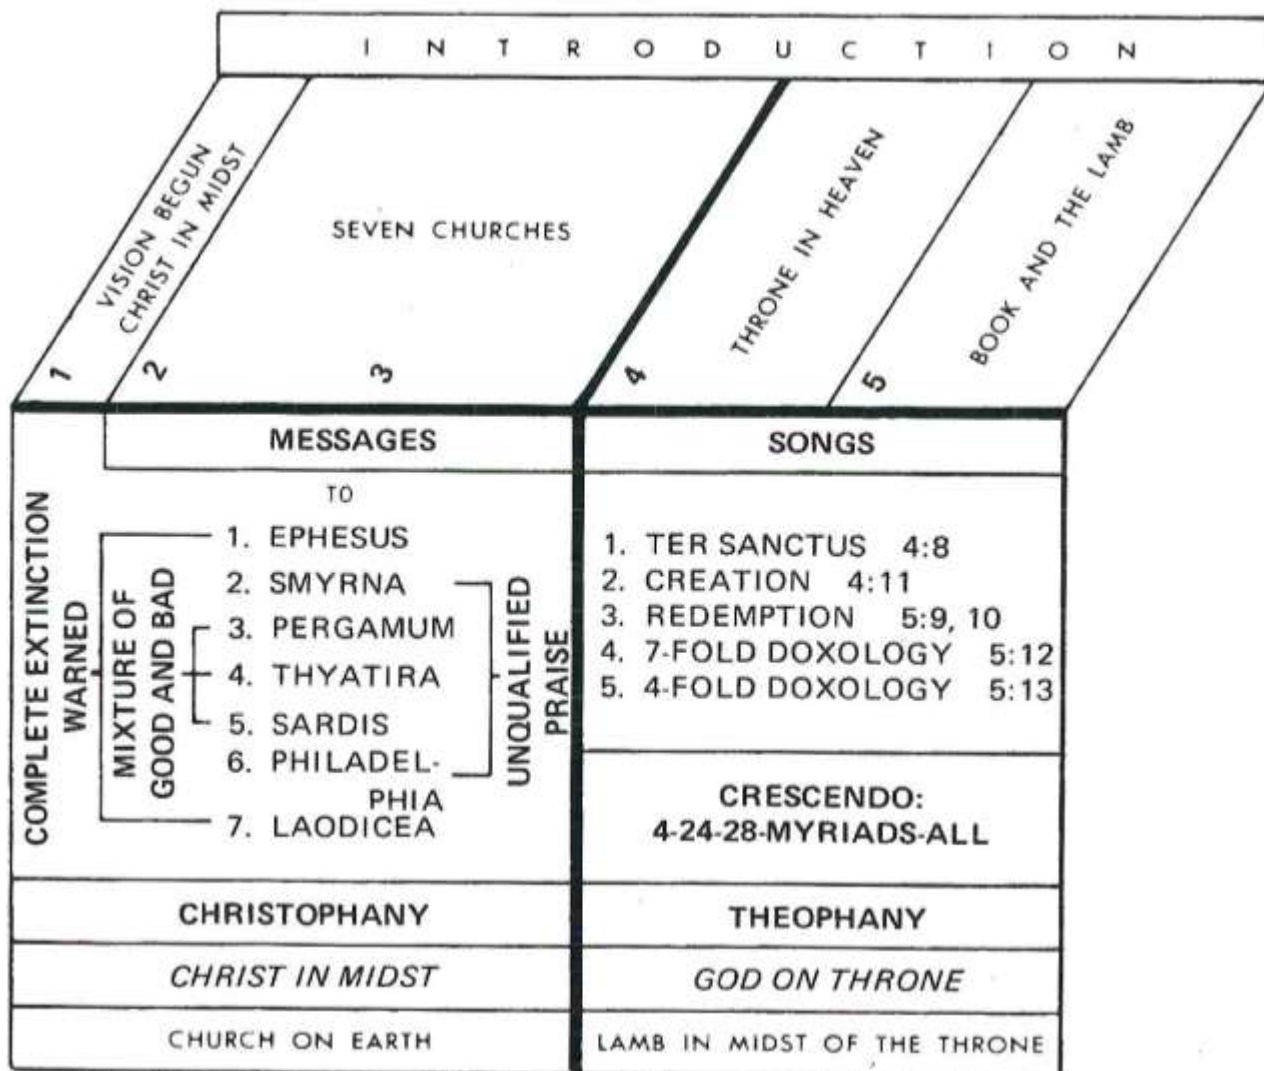 INTRODUCTION
VISION BEGUN
CHRIST IN MIDST
SEVEN CHURCHES
THRONE IN HEAVEN
BOOK AND THE LAMB
1
2
3
4
5
MESSAGES
TO
COMPLETE EXTINCTION
WARNED
MIXTURE OF
GOOD AND BAD
1. EPHESUS
2. SMYRNA
3. PERGAMUM
4. THYATIRA
5. SARDIS
6. PHILADEL-
PHIA
7. LAODICEA
UNQUALIFIED
PRAISE
SONGS
1. TER SANCTUS 4:8
2. CREATION 4:11
3. REDEMPTION 5:9, 10
4. 7-FOLD DOXOLOGY 5:12
5. 4-FOLD DOXOLOGY 5:13
CRESCENDO:
4-24-28-MYRIADS-ALL
CHRISTOPHANY
THEOPHANY
CHRIST IN MIDST
GOD ON THRONE
CHURCH ON EARTH
LAMB IN MIDST OF THE THRONE